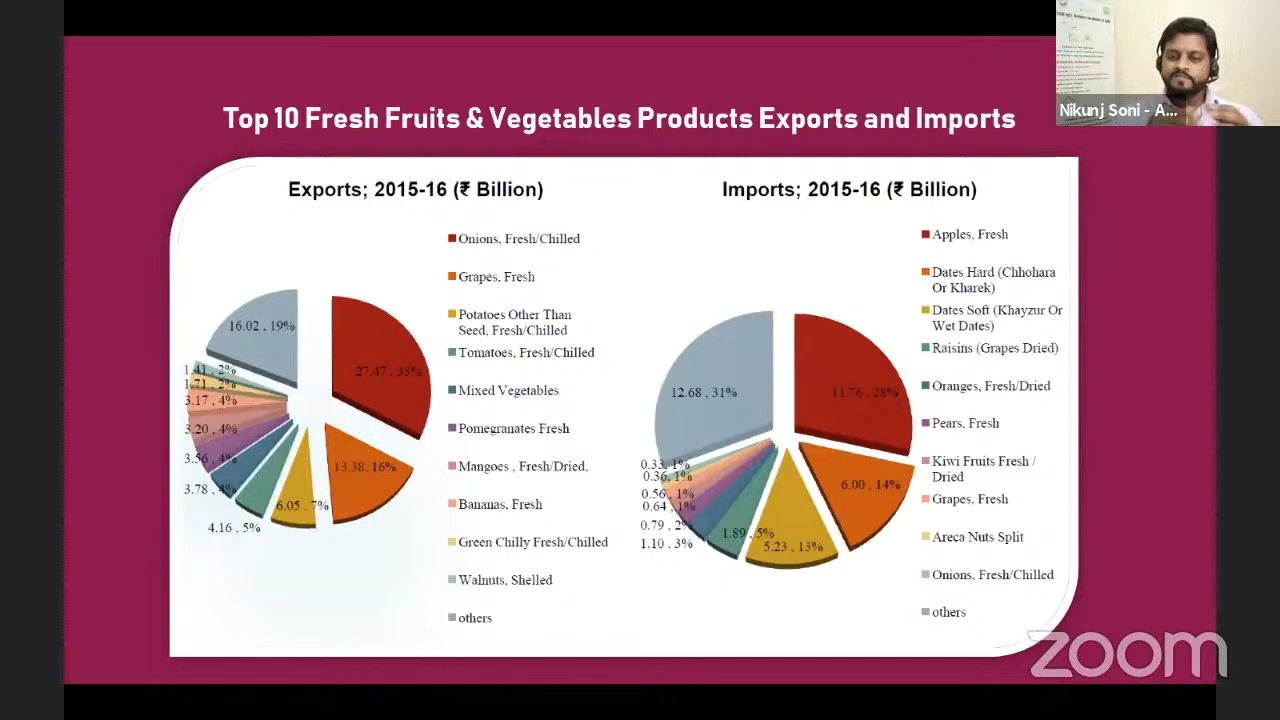 Nikunj Soni - A...
Top 10 Fresh Fruits & Vegetables Products Exports and Imports
Exports; 2015-16 (₹ Billion)
Onions, Fresh/Chilled
Grapes, Fresh
Potatoes Other Than
Seed, Fresh/Chilled
Tomatoes, Fresh/Chilled
Mixed Vegetables
Pomegranates Fresh
Mangoes , Fresh/Dried,
Bananas, Fresh
Green Chilly Fresh/Chilled
Walnuts, Shelled
others
16.02 , 19%
27.47 , 33%
1.41 , 2%
1.71 , 2%
3.17 , 4%
3.20 , 4%
3.56 , 4%
3.78 , 4%
4.16 , 5%
6.05 , 7%
13.38, 16%
Imports; 2015-16 (₹ Billion)
Apples, Fresh
Dates Hard (Chhohara
Or Kharek)
Dates Soft (Khayzur Or
Wet Dates)
Raisins (Grapes Dried)
Oranges, Fresh/Dried
Pears, Fresh
Kiwi Fruits Fresh /
Dried
Grapes, Fresh
Areca Nuts Split
Onions, Fresh/Chilled
others
12.68 , 31%
11.76 , 28%
0.33, 1%
0.36, 1%
0.56 , 1%
0.64 , 1%
0.79 , 2%
1.10 , 3%
1.89 , 5%
5.23 , 13%
6.00 , 14%
zoom